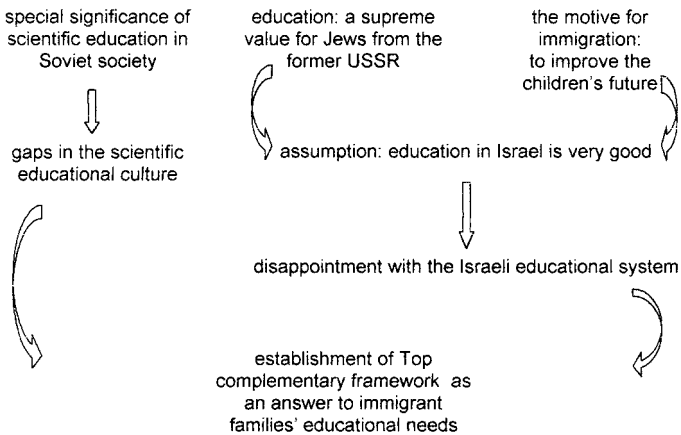 special significance of
scientific education in
Soviet society
education: a supreme
value for Jews from the
former USSR
the motive for
immigration:
to improve the
children's future
gaps in the scientific
educational culture
assumption: education in Israel is very good
disappointment with the Israeli educational system
establishment of Top
complementary framework as
an answer to immigrant
families' educational needs